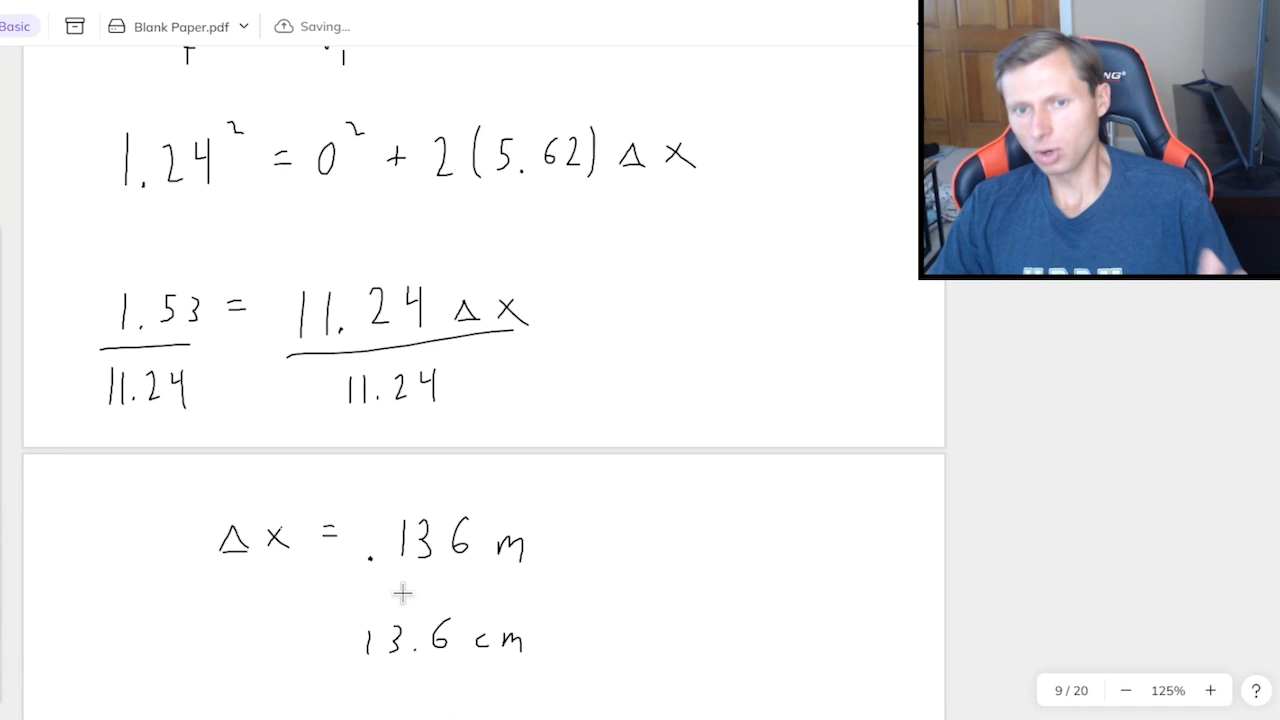 Basic
Blank Paper.pdf
Saving...
1.24² = 0² + 2(5.62) Δx
1.53 = 11.24 Δx
11.24 11.24
Δx = .136 m
13.6 cm
9 / 20
125%
?